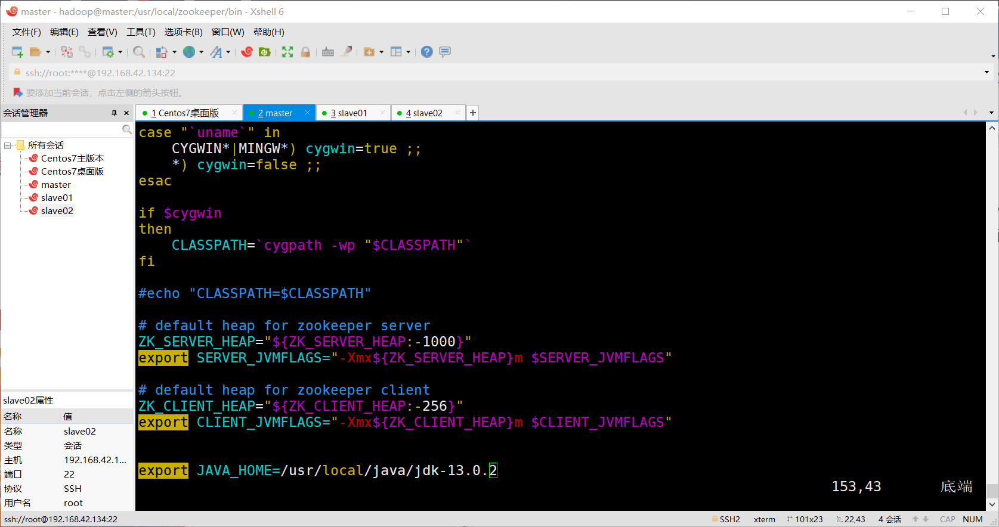 master - hadoop@master:/usr/local/zookeeper/bin - Xshell 6
文件(F) 编辑(E) 查看(V) 工具(T) 选项卡(B) 窗口(W) 帮助(H)
ssh://root:****@192.168.42.134:22
要添加当前会话，点击左侧的箭头按钮。
会话管理器
1 Centos7桌面版 2 master 3 slave01 4 slave02
所有会话
Centos7主版本
Centos7桌面版
master
slave01
slave02
slave02属性
名称 值
名称 slave02
类型 会话
主机 192.168.42.1...
端口 22
协议 SSH
用户名 root
case "`uname`" in
    CYGWIN*|MINGW*) cygwin=true ;;
    *) cygwin=false ;;
esac
if $cygwin
then
    CLASSPATH=`cygpath -wp "$CLASSPATH"`
fi
#echo "CLASSPATH=$CLASSPATH"
# default heap for zookeeper server
ZK_SERVER_HEAP="${ZK_SERVER_HEAP:-1000}"
export SERVER_JVMFLAGS="-Xmx${ZK_SERVER_HEAP}m $SERVER_JVMFLAGS"
# default heap for zookeeper client
ZK_CLIENT_HEAP="${ZK_CLIENT_HEAP:-256}"
export CLIENT_JVMFLAGS="-Xmx${ZK_CLIENT_HEAP}m $CLIENT_JVMFLAGS"
export JAVA_HOME=/usr/local/java/jdk-13.0.2
153,43 底端
ssh://root@192.168.42.134:22 SSH2 xterm 101x23 22,43 4 会话 CAP NUM